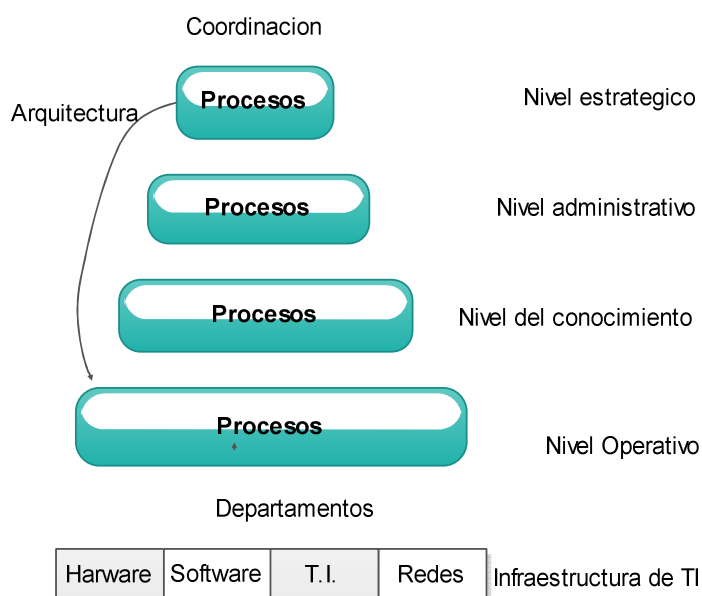 Coordinacion
Arquitectura
Procesos
Nivel estrategico
Procesos
Nivel administrativo
Procesos
Nivel del conocimiento
Procesos
Nivel Operativo
Departamentos
Harware Software T.I. Redes Infraestructura de TI